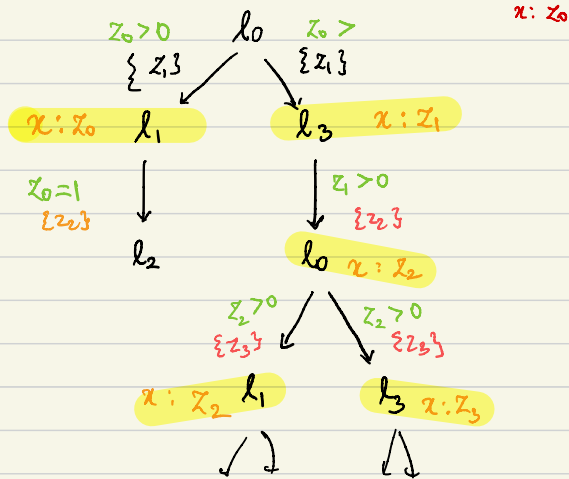 x: z₀
z₀>0 l₀ z₀>
{z₁} {z₁}
x: z₀ l₁ l₃ x: z₁
z₀=1 z₁>0
{z₂} {z₂}
l₂ l₀ x: z₂
z₂>0 z₂>0
{z₃} {z₃}
x: z₂ l₁ l₃ x: z₃